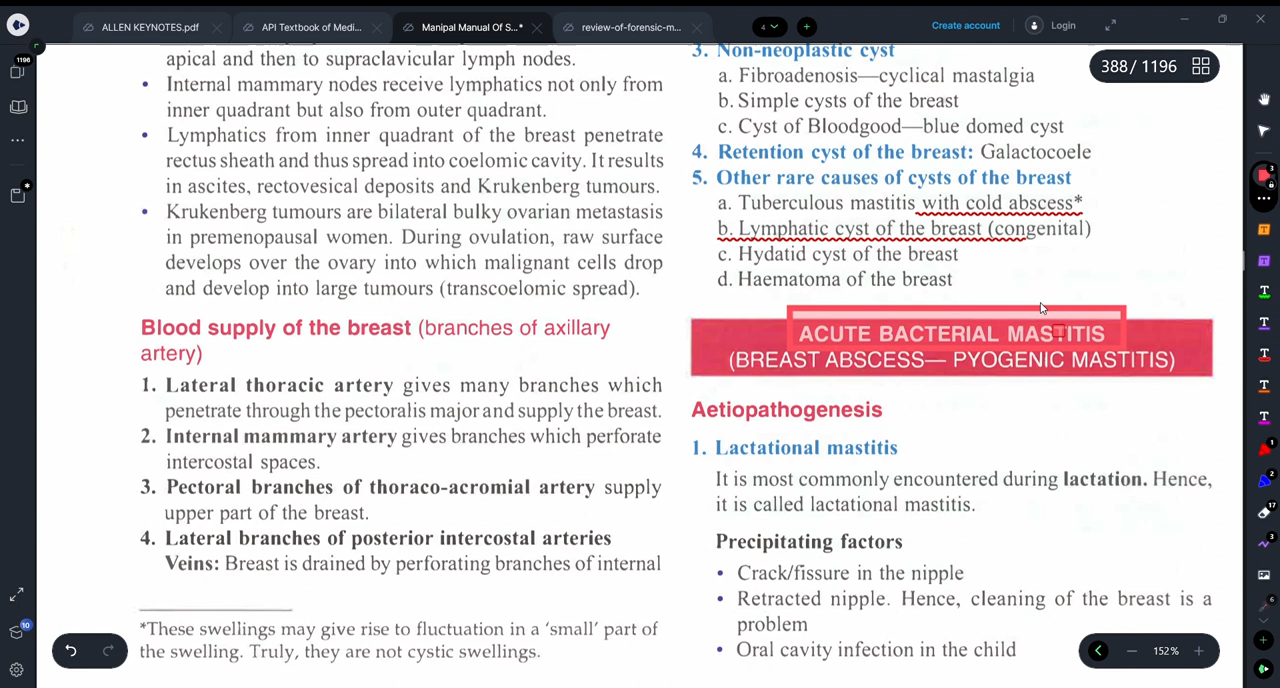 ALLEN KEYNOTES.pdf
API Textbook of Medi...
Manipal Manual Of S...*
review-of-forensic-m...
4
Create account
Login
1196
388/ 1196
apical and then to supraclavicular lymph nodes.
• Internal mammary nodes receive lymphatics not only from
inner quadrant but also from outer quadrant.
• Lymphatics from inner quadrant of the breast penetrate
rectus sheath and thus spread into coelomic cavity. It results
in ascites, rectovesical deposits and Krukenberg tumours.
• Krukenberg tumours are bilateral bulky ovarian metastasis
in premenopausal women. During ovulation, raw surface
develops over the ovary into which malignant cells drop
and develop into large tumours (transcoelomic spread).
Blood supply of the breast (branches of axillary
artery)
1. Lateral thoracic artery gives many branches which
penetrate through the pectoralis major and supply the breast.
2. Internal mammary artery gives branches which perforate
intercostal spaces.
3. Pectoral branches of thoraco-acromial artery supply
upper part of the breast.
4. Lateral branches of posterior intercostal arteries
Veins: Breast is drained by perforating branches of internal
*These swellings may give rise to fluctuation in a 'small' part of
the swelling. Truly, they are not cystic swellings.
3. Non-neoplastic cyst
a. Fibroadenosis—cyclical mastalgia
b. Simple cysts of the breast
c. Cyst of Bloodgood—blue domed cyst
4. Retention cyst of the breast: Galactocoele
5. Other rare causes of cysts of the breast
a. Tuberculous mastitis with cold abscess*
b. Lymphatic cyst of the breast (congenital)
c. Hydatid cyst of the breast
d. Haematoma of the breast
ACUTE BACTERIAL MASTITIS
(BREAST ABSCESS— PYOGENIC MASTITIS)
Aetiopathogenesis
1. Lactational mastitis
It is most commonly encountered during lactation. Hence,
it is called lactational mastitis.
Precipitating factors
• Crack/fissure in the nipple
• Retracted nipple. Hence, cleaning of the breast is a
problem
• Oral cavity infection in the child
152%
10
3
1
2
17
3
6